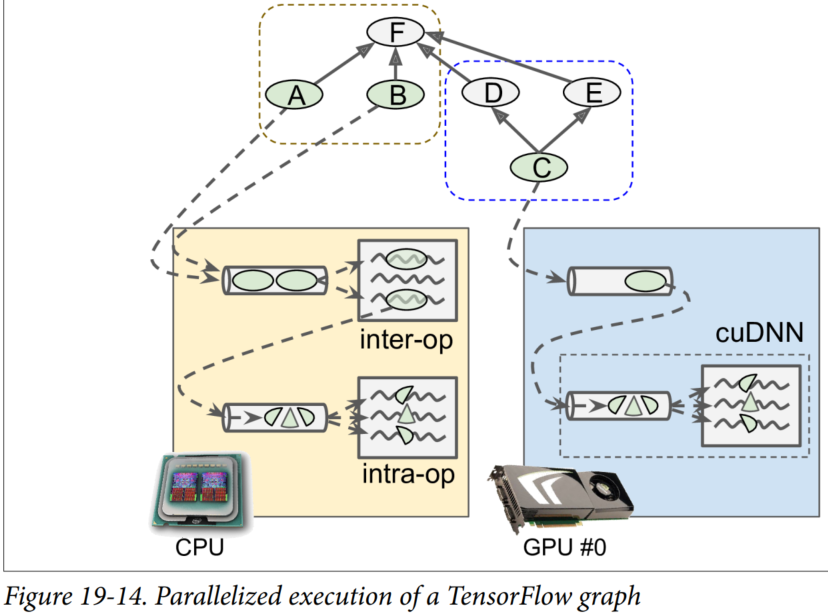 F
A
B
D
E
C
cuDNN
inter-op
intra-op
CPU
GPU #0
Figure 19-14. Parallelized execution of a TensorFlow graph